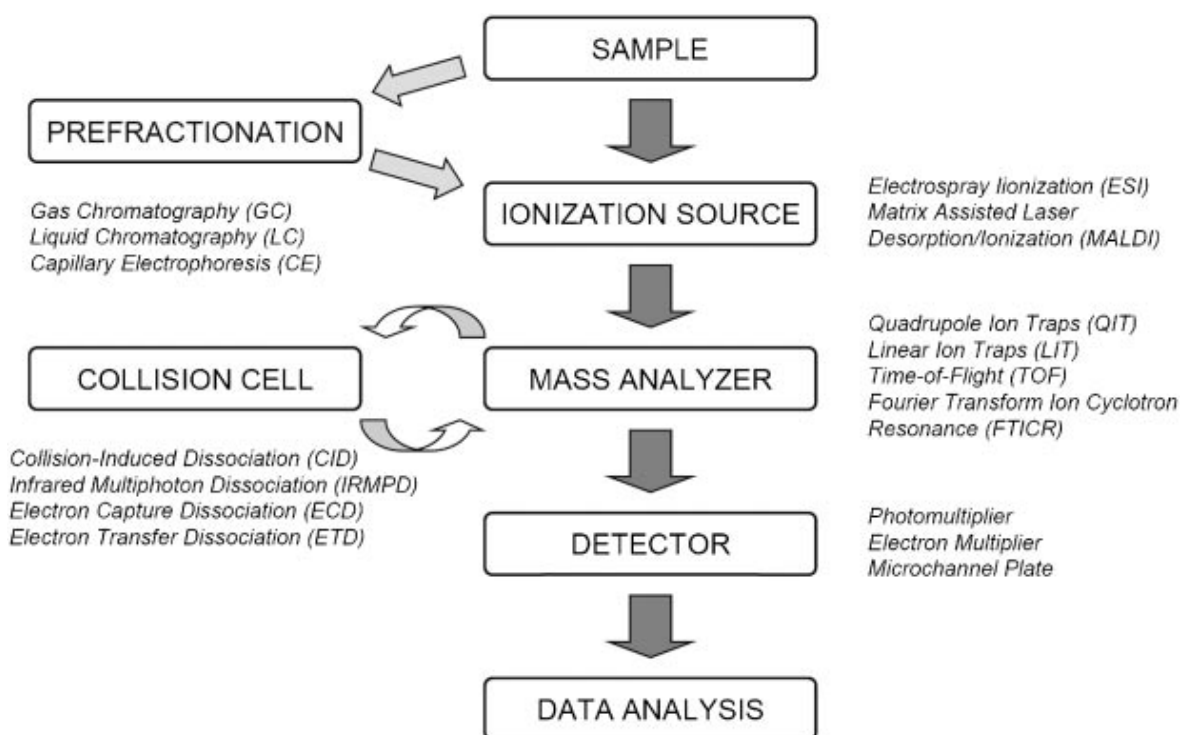 SAMPLE
PREFRACTIONATION
Gas Chromatography (GC)
Liquid Chromatography (LC)
Capillary Electrophoresis (CE)
IONIZATION SOURCE
Electrospray Iionization (ESI)
Matrix Assisted Laser
Desorption/Ionization (MALDI)
COLLISION CELL
Collision-Induced Dissociation (CID)
Infrared Multiphoton Dissociation (IRMPD)
Electron Capture Dissociation (ECD)
Electron Transfer Dissociation (ETD)
MASS ANALYZER
Quadrupole Ion Traps (QIT)
Linear Ion Traps (LIT)
Time-of-Flight (TOF)
Fourier Transform Ion Cyclotron
Resonance (FTICR)
DETECTOR
Photomultiplier
Electron Multiplier
Microchannel Plate
DATA ANALYSIS